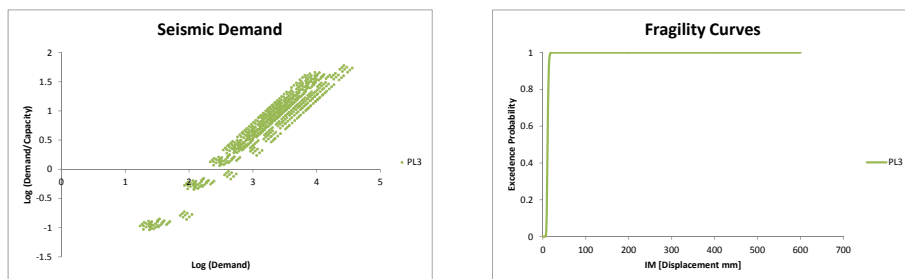 Seismic Demand
2
1.5
1
0.5
0
-0.5
-1
-1.5
0 1 2 3 4 5
Log (Demand/Capacity)
Log (Demand)
PL3
Fragility Curves
1
0.8
0.6
0.4
0.2
0
0 100 200 300 400 500 600 700
Excedence Probability
IM [Displacement mm]
PL3